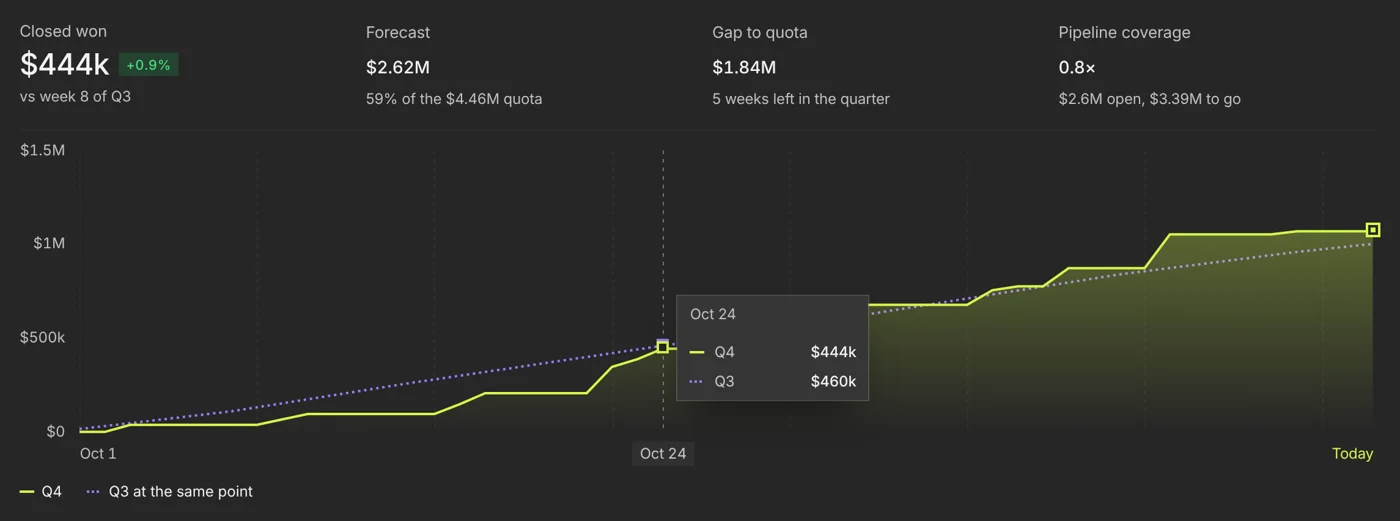 Closed won
$444k +0.9%
vs week 8 of Q3
Forecast
$2.62M
59% of the $4.46M quota
Gap to quota
$1.84M
5 weeks left in the quarter
Pipeline coverage
0.8×
$2.6M open, $3.39M to go
$1.5M
$1M
$500k
$0
Oct 24
Q4 $444k
Q3 $460k
Oct 1
Oct 24
Today
Q4
Q3 at the same point